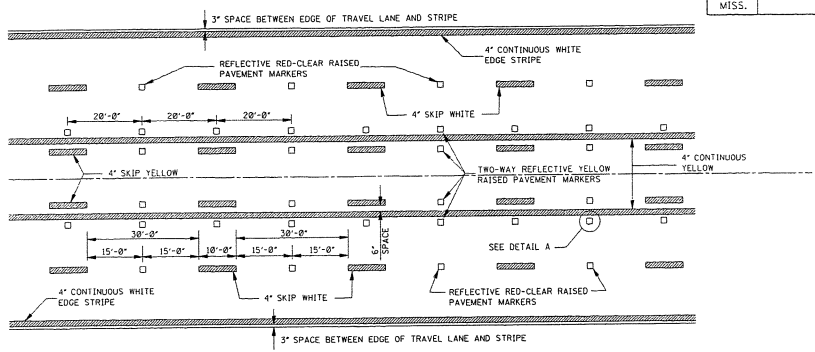 MISS.
3" SPACE BETWEEN EDGE OF TRAVEL LANE AND STRIPE
4" CONTINUOUS WHITE
EDGE STRIPE
REFLECTIVE RED-CLEAR RAISED
PAVEMENT MARKERS
4" SKIP WHITE
20'-0" 20'-0" 20'-0"
4" SKIP YELLOW
TWO-WAY REFLECTIVE YELLOW
RAISED PAVEMENT MARKERS
4" CONTINUOUS
YELLOW
30'-0" 30'-0"
15'-0" 15'-0" 10'-0" 15'-0" 15'-0"
6"
SPACE
SEE DETAIL A
4" CONTINUOUS WHITE
EDGE STRIPE
4" SKIP WHITE
REFLECTIVE RED-CLEAR RAISED
PAVEMENT MARKERS
3" SPACE BETWEEN EDGE OF TRAVEL LANE AND STRIPE